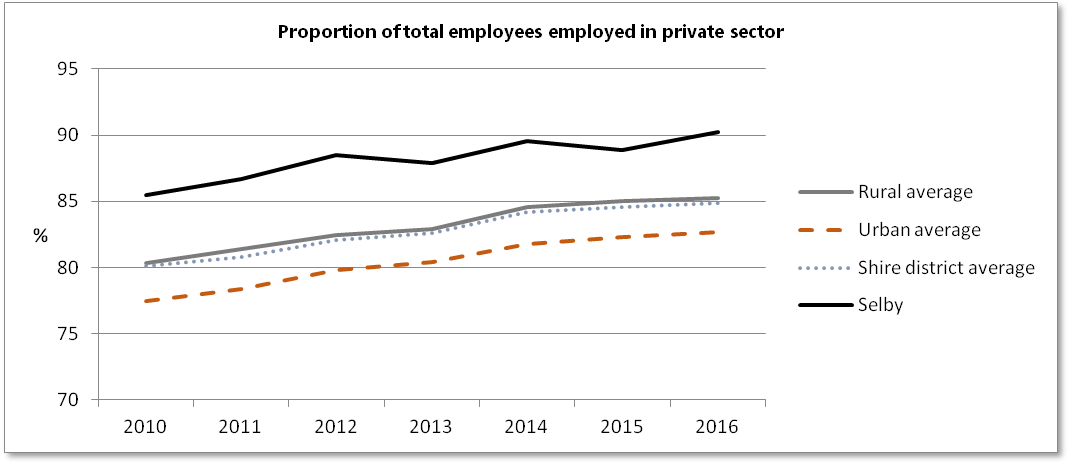 Proportion of total employees employed in private sector
95
90
85
80
75
70
%
2010 2011 2012 2013 2014 2015 2016
Rural average
Urban average
Shire district average
Selby